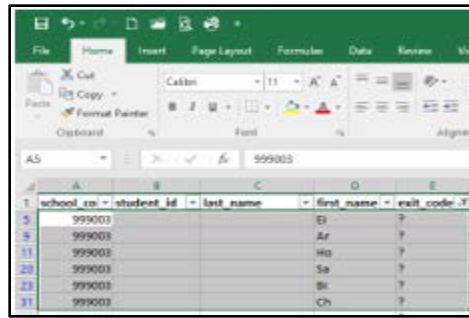 File Home Insert Page Layout Formulas Data Review
Cut
Copy
Paste
Format Painter
Calibri 11
B I U
Clipboard Font
A5 fx 999003
A B C D E
1 school_co student_id last_name first_name exit_code
5 999003 El ?
9 999003 Ar ?
11 999003 Ho ?
20 999003 Sa ?
23 999003 ?
31 999003 Ch ?